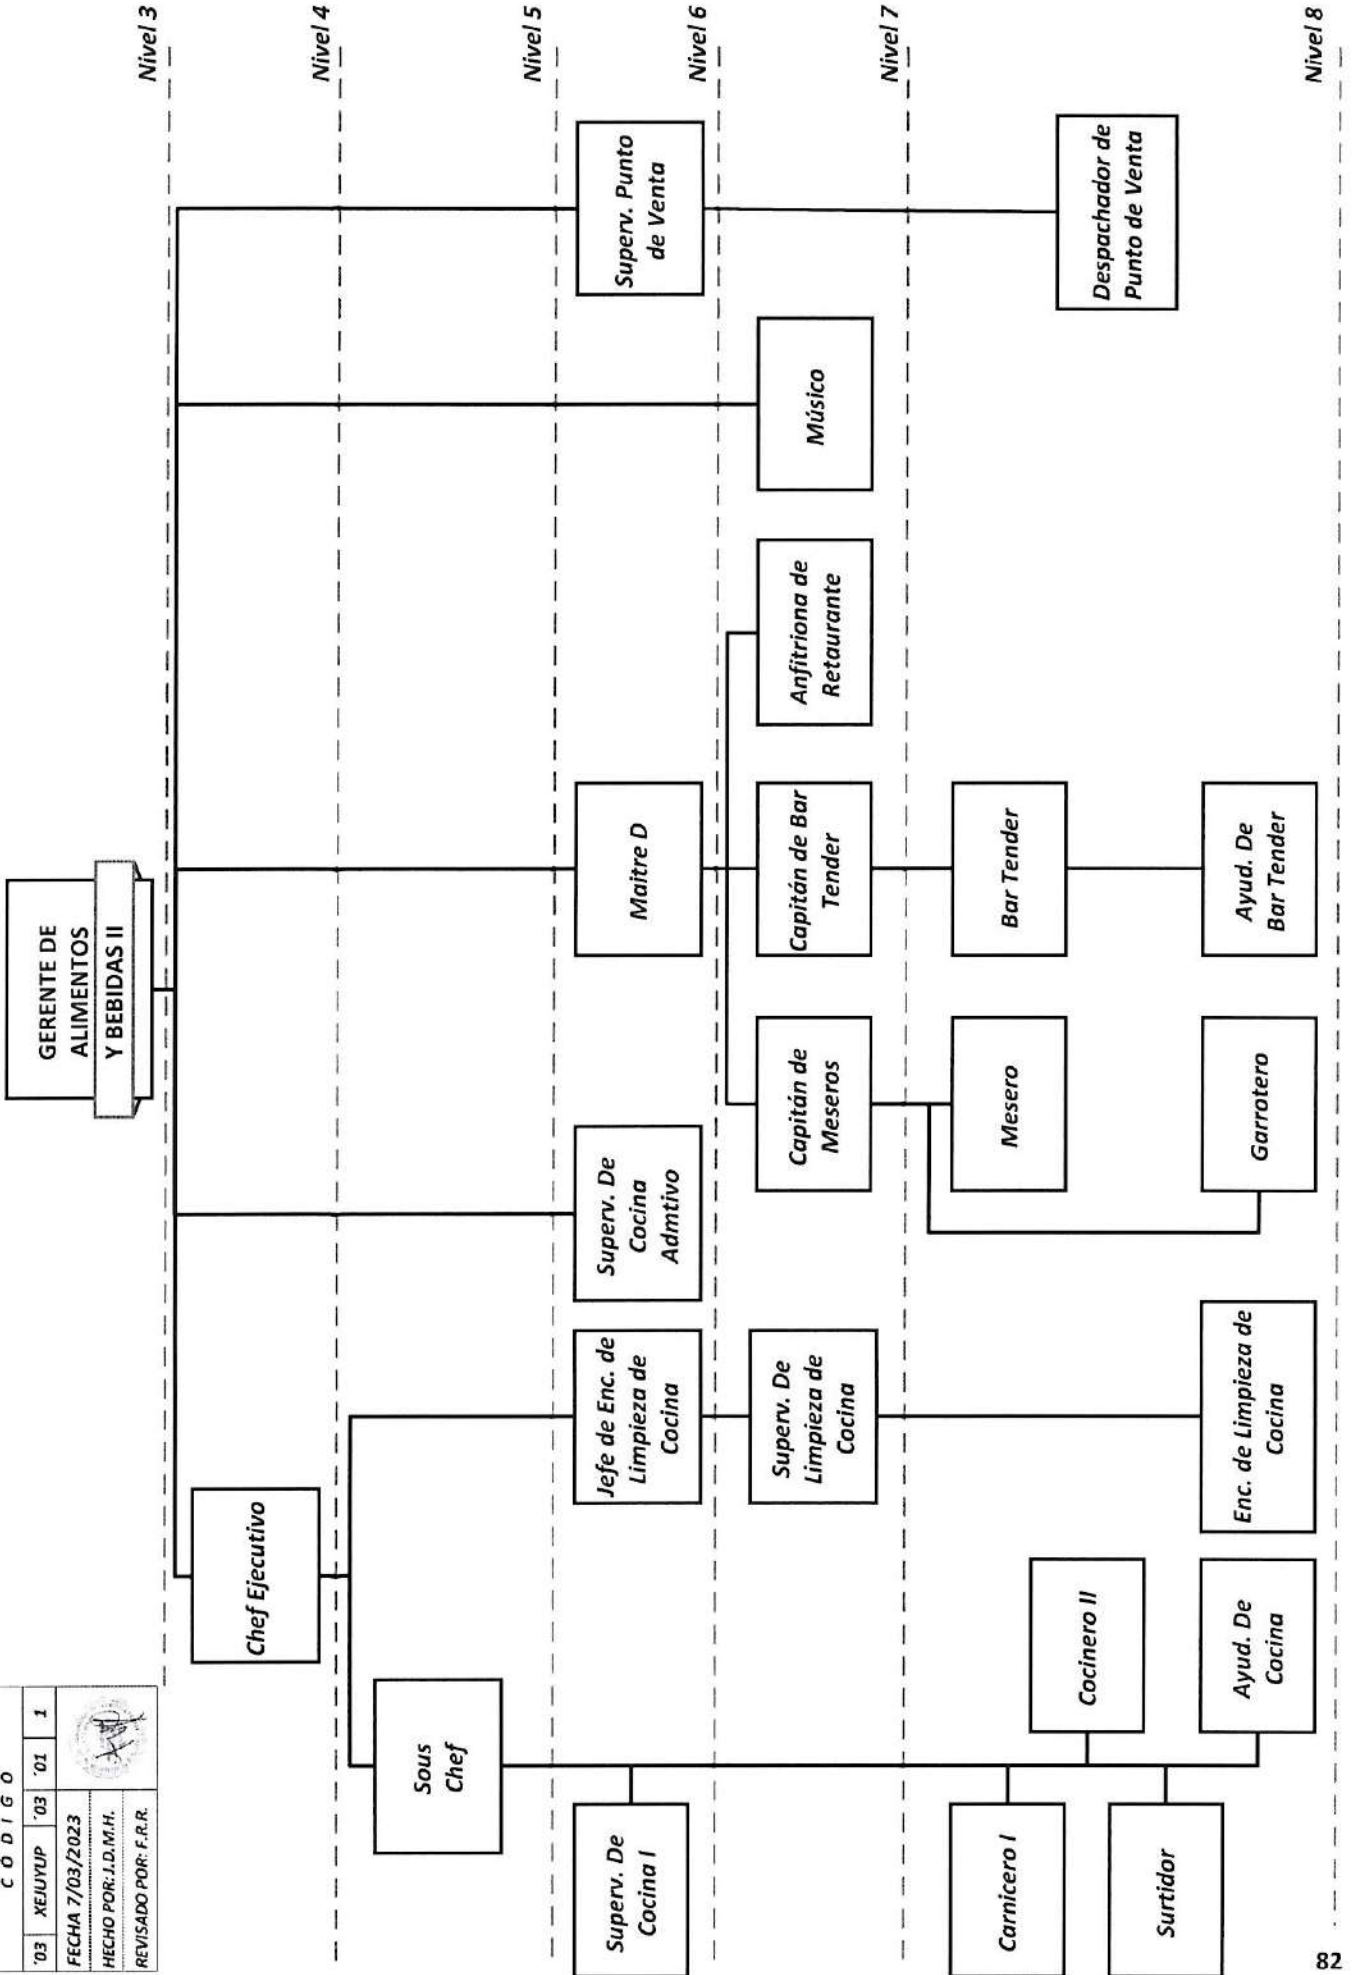 C Ó D I G O
'03 XEJUYUP '03 '01 1
FECHA 7/03/2023
HECHO POR: J.D.M.H.
REVISADO POR: F.R.R.
GERENTE DE
ALIMENTOS
Y BEBIDAS II
Nivel 3
Chef Ejecutivo
Nivel 4
Sous
Chef
Nivel 5
Superv. De
Cocina I
Jefe de Enc. de
Limpieza de
Cocina
Superv. De
Cocina
Admtivo
Maitre D
Superv. Punto
de Venta
Nivel 6
Superv. De
Limpieza de
Cocina
Capitán de
Meseros
Capitán de Bar
Tender
Anfitriona de
Retaurante
Músico
Nivel 7
Carnicero I
Cocinero II
Mesero
Bar Tender
Despachador de
Punto de Venta
Surtidor
Ayud. De
Cocina
Enc. de Limpieza de
Cocina
Garrotero
Ayud. De
Bar Tender
Nivel 8
82